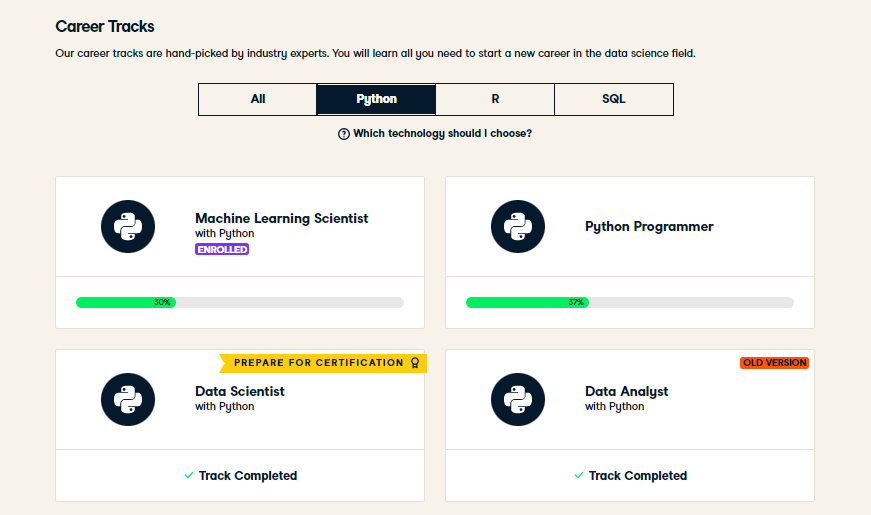 Career Tracks
Our career tracks are hand-picked by industry experts. You will learn all you need to start a new career in the data science field.
All
Python
R
SQL
Which technology should I choose?
Machine Learning Scientist
with Python
ENROLLED
30%
Python Programmer
37%
PREPARE FOR CERTIFICATION
Data Scientist
with Python
Track Completed
OLD VERSION
Data Analyst
with Python
Track Completed